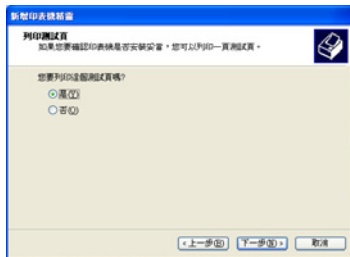 新增印表機精靈
列印測試頁
如果您要確認印表機是否安裝妥當，您可以列印一頁測試頁。
您要列印這個測試頁嗎?
是(Y)
否(O)
<上一步(B)
下一步(N)>
取消